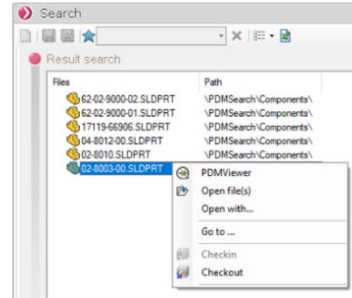 Search
Result search
Files Path
62-02-9000-02.SLDPRT \PDMSearch\Components\
62-02-9000-01.SLDPRT \PDMSearch\Components\
17119-66906.SLDPRT \PDMSearch\Components\
04-8012-00.SLDPRT \PDMSearch\Components\
02-8010.SLDPRT \PDMSearch\Components\
02-8003-00.SLDPRT
PDMViewer
Open file(s)
Open with...
Go to ...
Checkin
Checkout